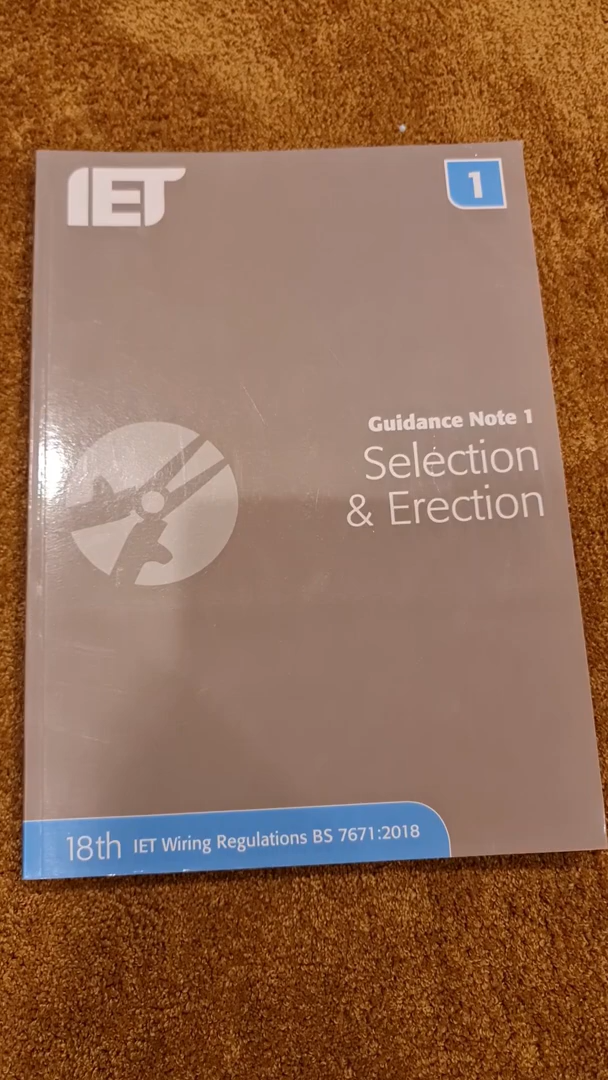 IET
1
Guidance Note 1
Selection
& Erection
18th IET Wiring Regulations BS 7671:2018